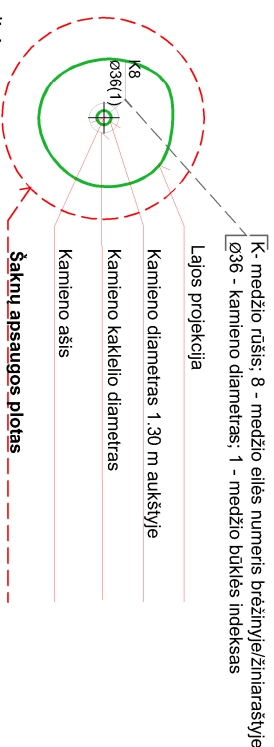 K- medžio rūšis; 8 - medžio eilės numeris brėžinyje/žiniaraštyje
Ø36 - kamieno diametras; 1 - medžio būklės indeksas
K8
Ø36(1)
Lajos projekcija
Kamieno diametras 1.30 m aukštyje
Kamieno kaklelio diametras
Kamieno ašis
Šaknų apsaugos plotas